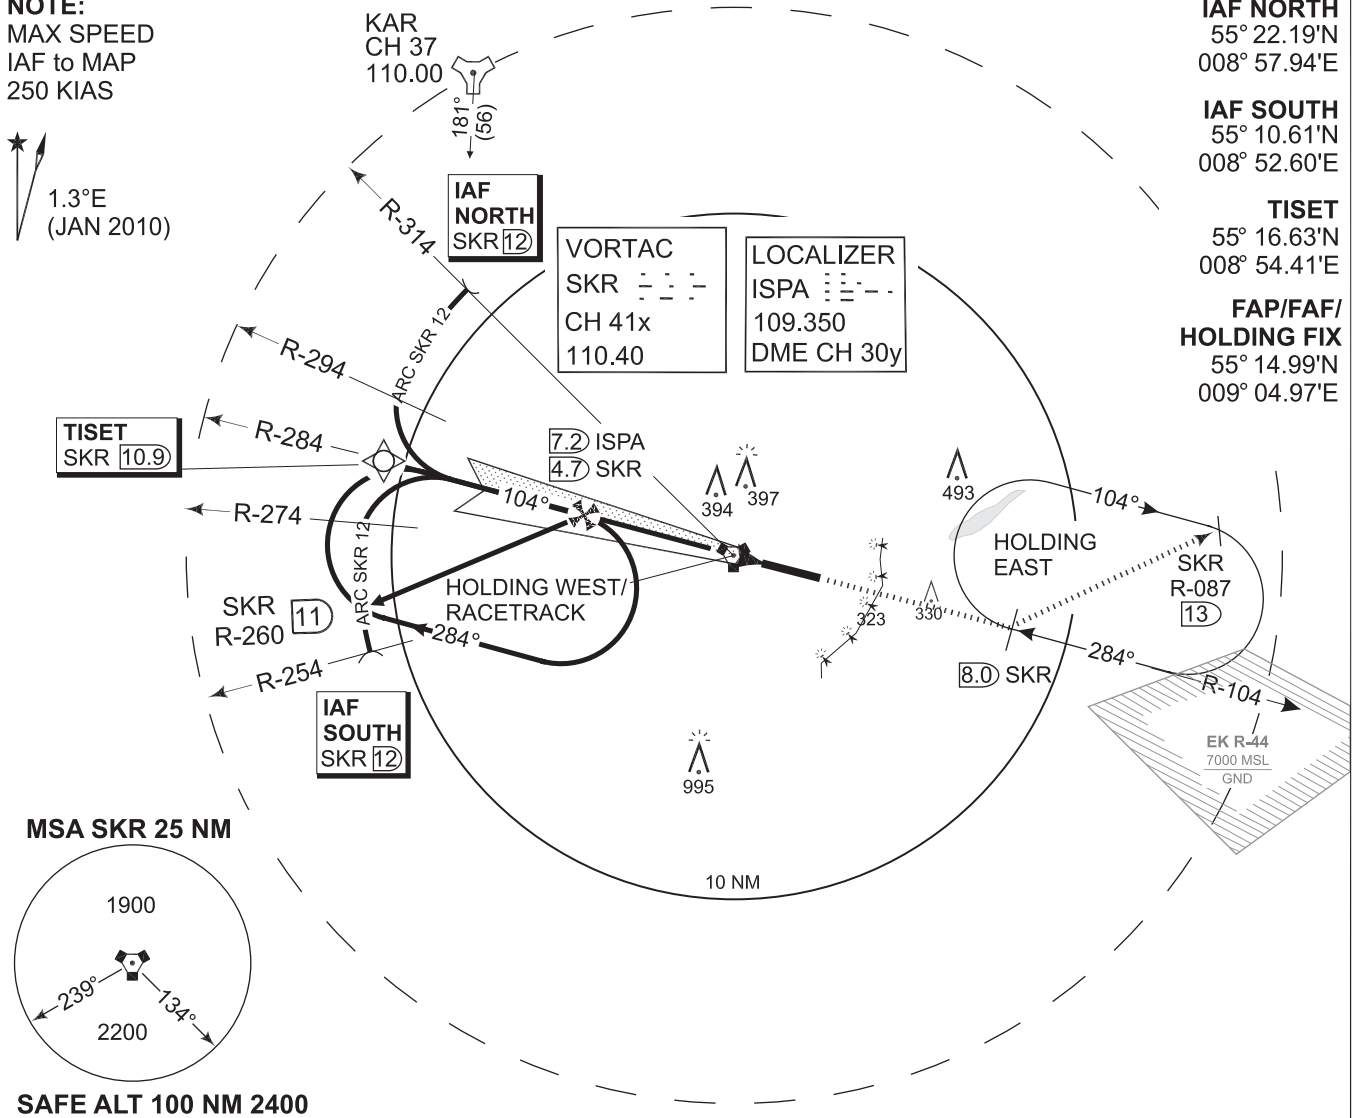 NOTE:
MAX SPEED
IAF to MAP
250 KIAS
1.3°E
(JAN 2010)
KAR
CH 37
110.00
181°
(56)
IAF
NORTH
SKR 12
IAF NORTH
55° 22.19'N
008° 57.94'E
IAF SOUTH
55° 10.61'N
008° 52.60'E
TISET
55° 16.63'N
008° 54.41'E
FAP/FAF/
HOLDING FIX
55° 14.99'N
009° 04.97'E
VORTAC
SKR
CH 41x
110.40
LOCALIZER
ISPA
109.350
DME CH 30y
R-314
ARC SKR 12
R-294
R-284
TISET
SKR 10.9
7.2 ISPA
4.7 SKR
104°
R-274
394
397
493
104°
HOLDING
EAST
SKR
R-087
13
HOLDING WEST/
RACETRACK
ARC SKR 12
SKR
R-260 11
284°
R-254
323
330
8.0 SKR
284°
R-104
IAF
SOUTH
SKR 12
EK R-44
7000 MSL
GND
995
10 NM
MSA SKR 25 NM
1900
239°
134°
2200
SAFE ALT 100 NM 2400